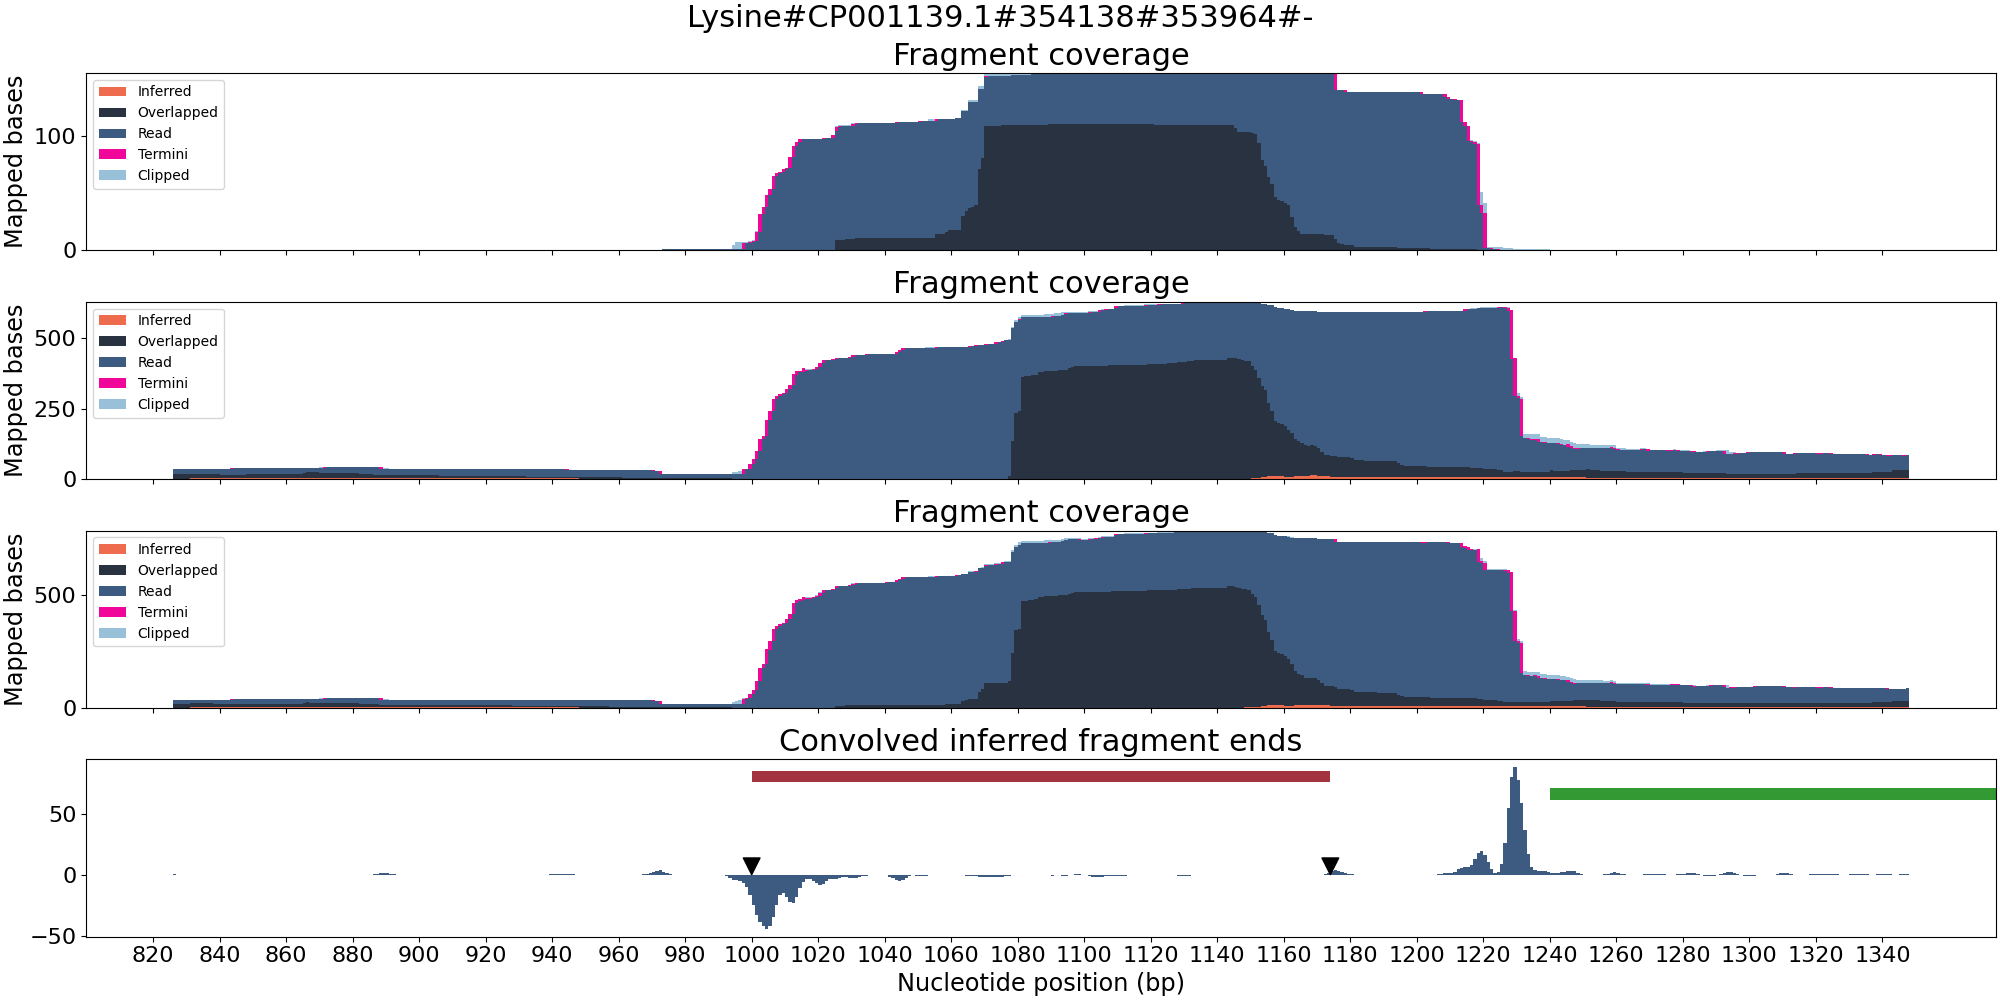 Lysine#CP001139.1#354138#353964#-
Fragment coverage
Mapped bases
100
0
Inferred
Overlapped
Read
Termini
Clipped
Fragment coverage
Mapped bases
500
250
0
Inferred
Overlapped
Read
Termini
Clipped
Fragment coverage
Mapped bases
500
0
Inferred
Overlapped
Read
Termini
Clipped
Convolved inferred fragment ends
50
0
−50
820 840 860 880 900 920 940 960 980 1000 1020 1040 1060 1080 1100 1120 1140 1160 1180 1200 1220 1240 1260 1280 1300 1320 1340
Nucleotide position (bp)